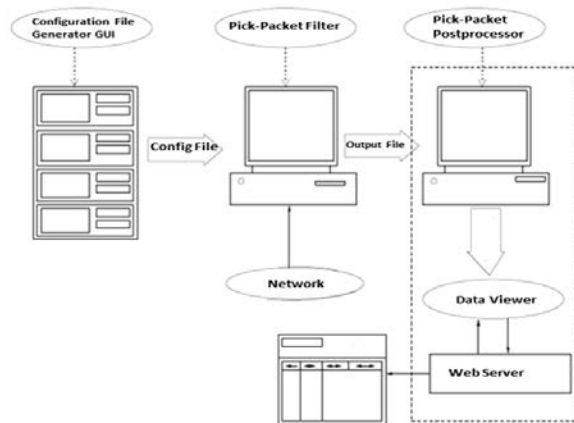 Configuration File
Generator GUI
Pick-Packet Filter
Pick-Packet
Postprocessor
Config File
Output File
Network
Data Viewer
Web Server